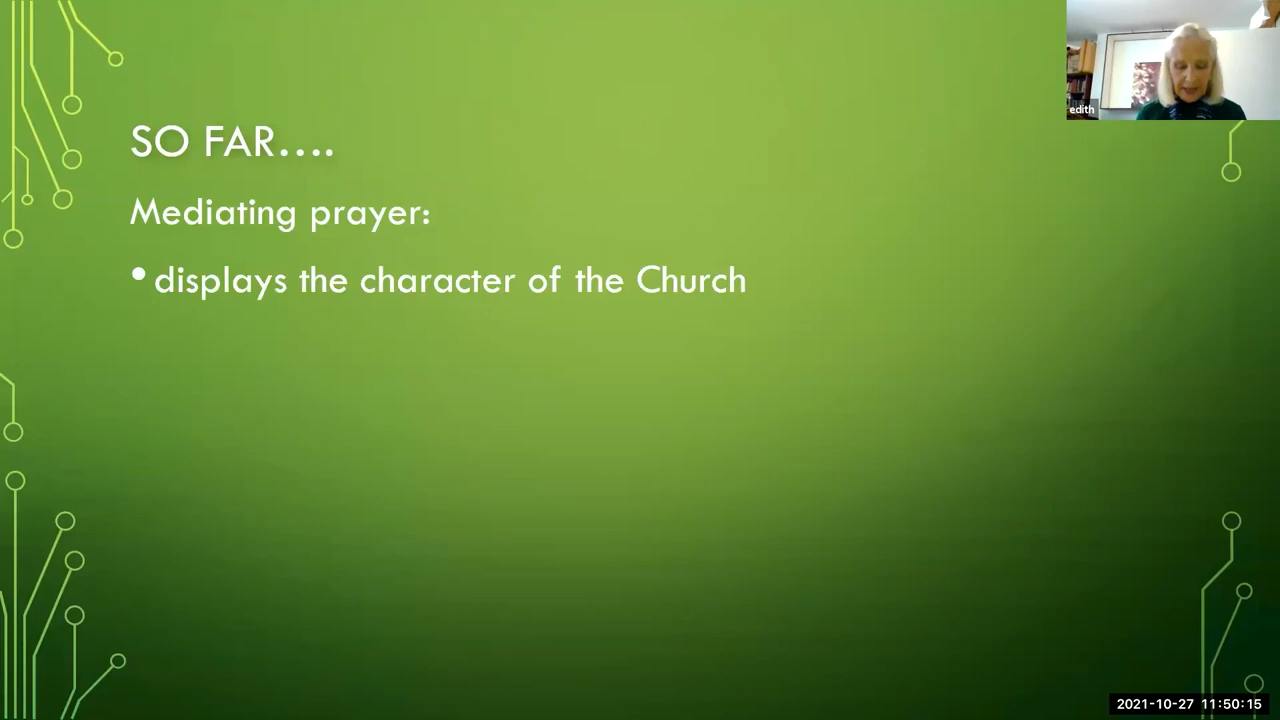 edith
SO FAR....
Mediating prayer:
• displays the character of the Church
2021-10-27 11:50:15